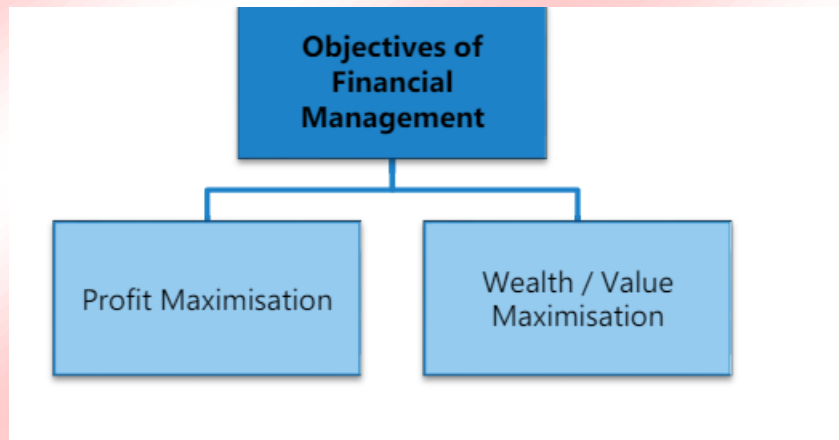 Objectives of
Financial
Management
Profit Maximisation
Wealth / Value
Maximisation